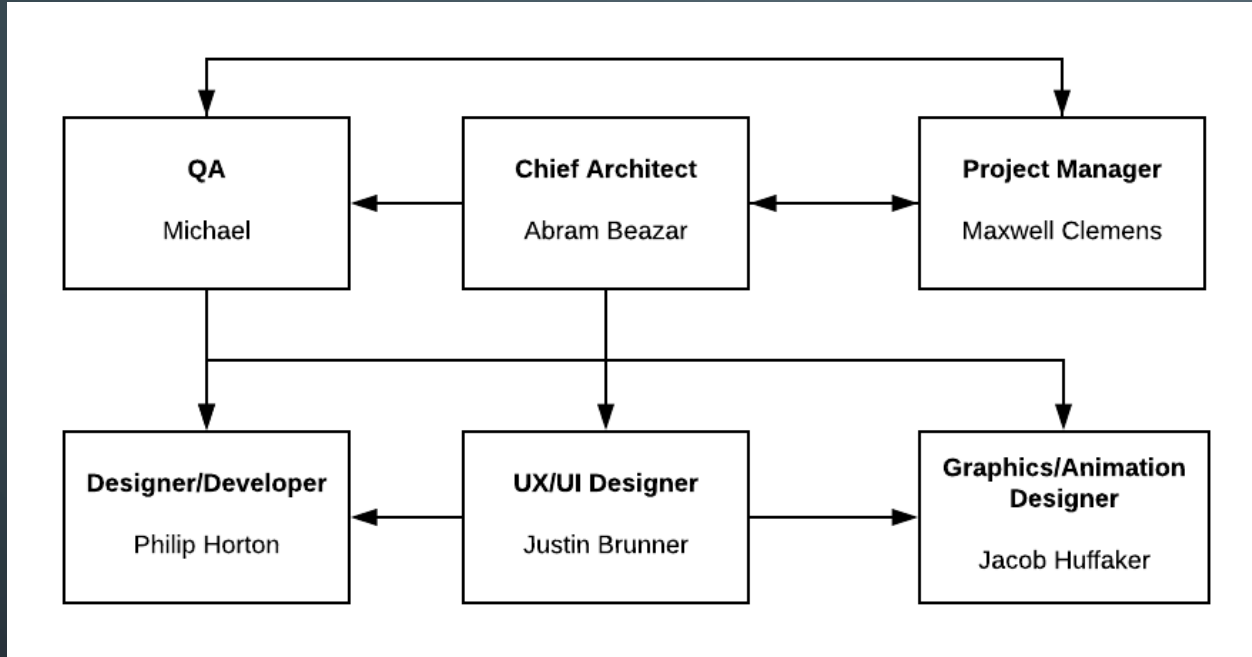 QA
Michael
Chief Architect
Abram Beazar
Project Manager
Maxwell Clemens
Designer/Developer
Philip Horton
UX/UI Designer
Justin Brunner
Graphics/Animation
Designer
Jacob Huffaker